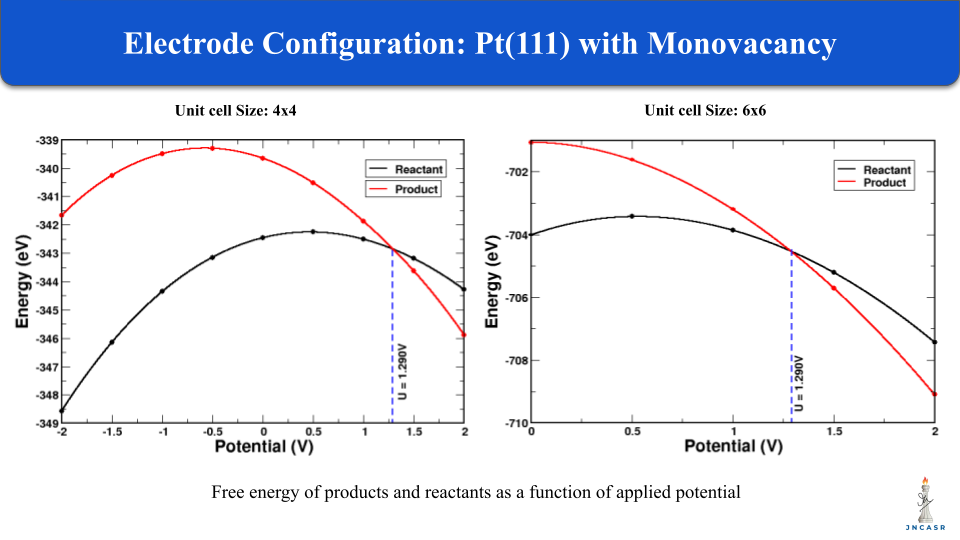 Electrode Configuration: Pt(111) with Monovacancy
Unit cell Size: 4x4
Unit cell Size: 6x6
-339
-340
-341
-342
-343
-344
-345
-346
-347
-348
-349
Energy (eV)
Reactant
Product
U = 1.290V
-2
-1.5
-1
-0.5
0
0.5
1
1.5
2
Potential (V)
-702
-704
-706
-708
-710
Energy (eV)
Reactant
Product
U = 1.290V
0
0.5
1
1.5
2
Potential (V)
Free energy of products and reactants as a function of applied potential
JNCASR